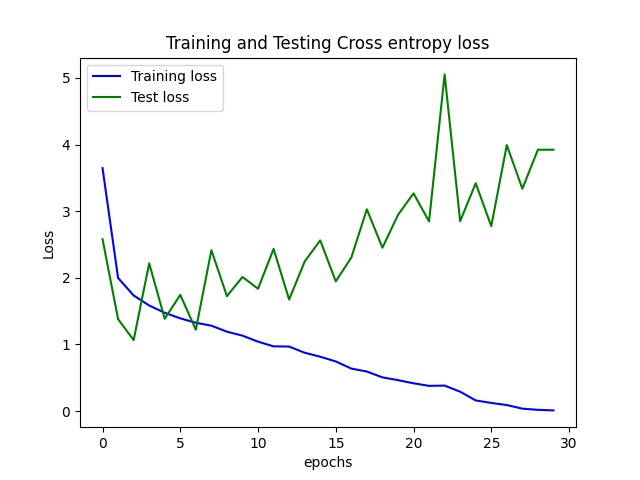 Training and Testing Cross entropy loss
Training loss
Test loss
5
4
3
2
1
0
Loss
0 5 10 15 20 25 30
epochs